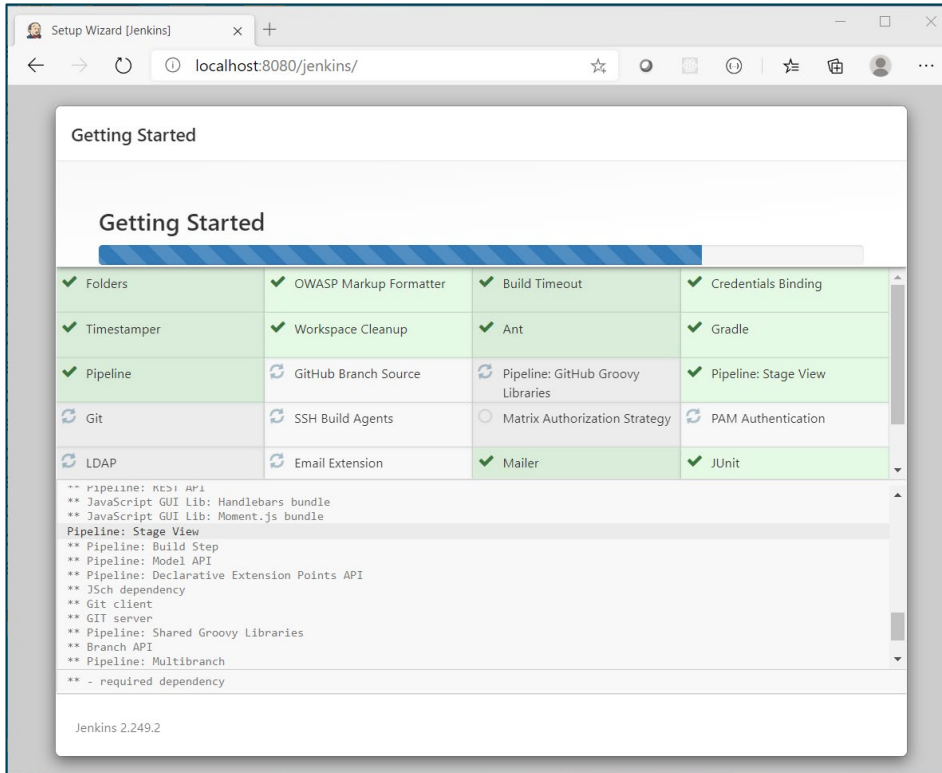 Setup Wizard [Jenkins]
localhost:8080/jenkins/
Getting Started
Getting Started
Folders
OWASP Markup Formatter
Build Timeout
Credentials Binding
Timestamper
Workspace Cleanup
Ant
Gradle
Pipeline
GitHub Branch Source
Pipeline: GitHub Groovy
Libraries
Pipeline: Stage View
Git
SSH Build Agents
Matrix Authorization Strategy
PAM Authentication
LDAP
Email Extension
Mailer
JUnit
** Pipeline: REST API
** JavaScript GUI Lib: Handlebars bundle
** JavaScript GUI Lib: Moment.js bundle
Pipeline: Stage View
** Pipeline: Build Step
** Pipeline: Model API
** Pipeline: Declarative Extension Points API
** JSch dependency
** Git client
** GIT server
** Pipeline: Shared Groovy Libraries
** Branch API
** Pipeline: Multibranch
** - required dependency
Jenkins 2.249.2